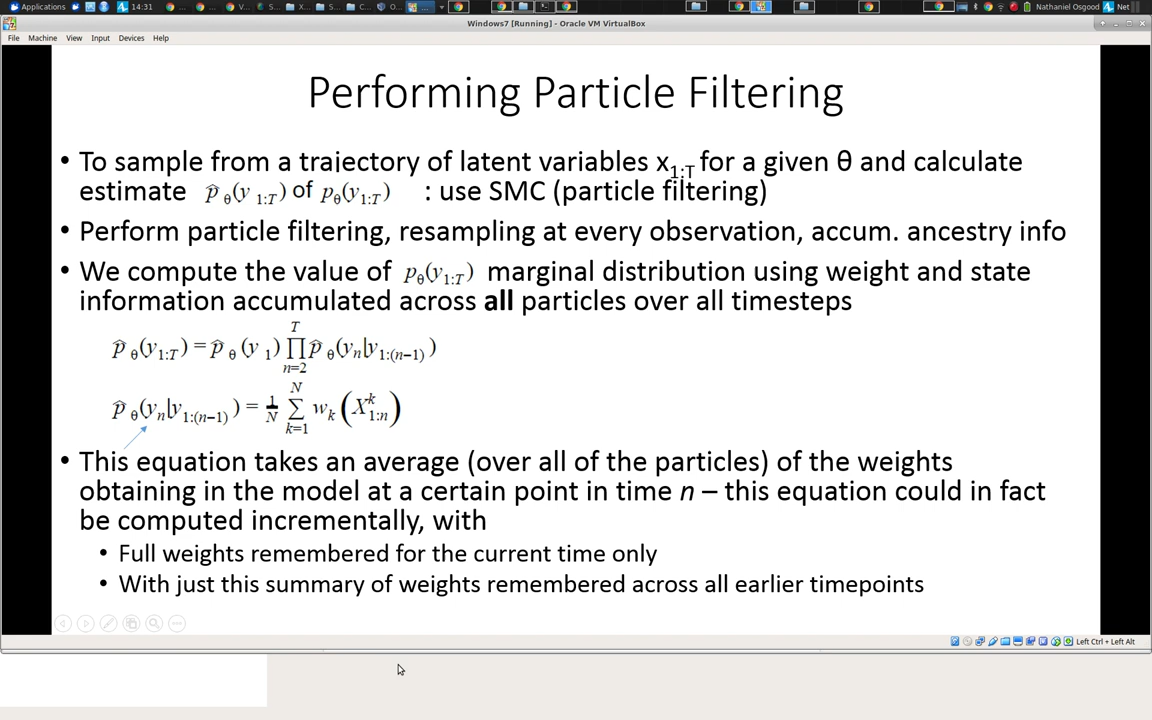 Applications
14:31
V...
S...
X...
S...
C...
O...
...
Nathaniel Osgood
Net
Windows7 [Running] - Oracle VM VirtualBox
File Machine View Input Devices Help
Performing Particle Filtering
• To sample from a trajectory of latent variables x1:T for a given θ and calculate
estimate p̂ θ(y 1:T) of pθ(y1:T) : use SMC (particle filtering)
• Perform particle filtering, resampling at every observation, accum. ancestry info
• We compute the value of pθ(y1:T) marginal distribution using weight and state
information accumulated across all particles over all timesteps
p̂ θ(y1:T) = p̂ θ (y 1) ∏ n=2 T p̂ θ(yn|y1:(n−1))
p̂ θ(yn|y1:(n−1)) = 1/N ∑ k=1 N wk (X k 1:n)
• This equation takes an average (over all of the particles) of the weights
obtaining in the model at a certain point in time n – this equation could in fact
be computed incrementally, with
• Full weights remembered for the current time only
• With just this summary of weights remembered across all earlier timepoints
Left Ctrl + Left Alt